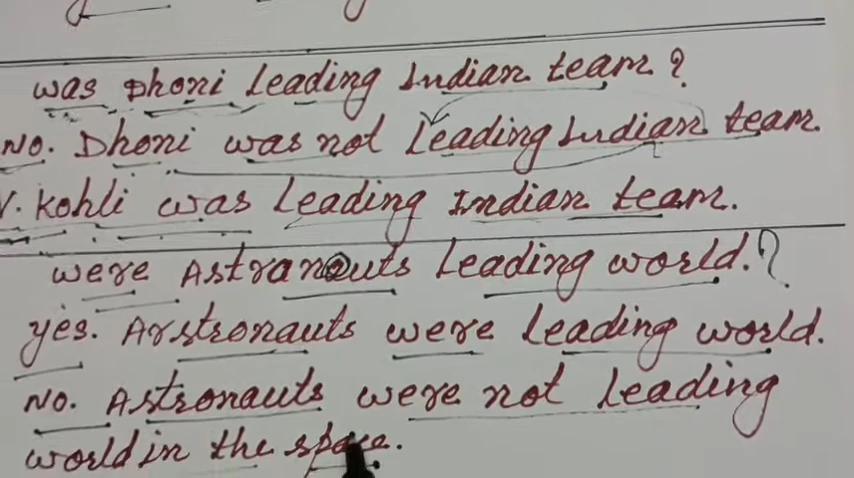 was Dhoni leading Indian team?
No. Dhoni was not leading Indian team.
V. Kohli was leading Indian team.
were Astranouts leading world.?
yes. Arstronauts were leading world.
No. Astronauts were not leading
world in the space.